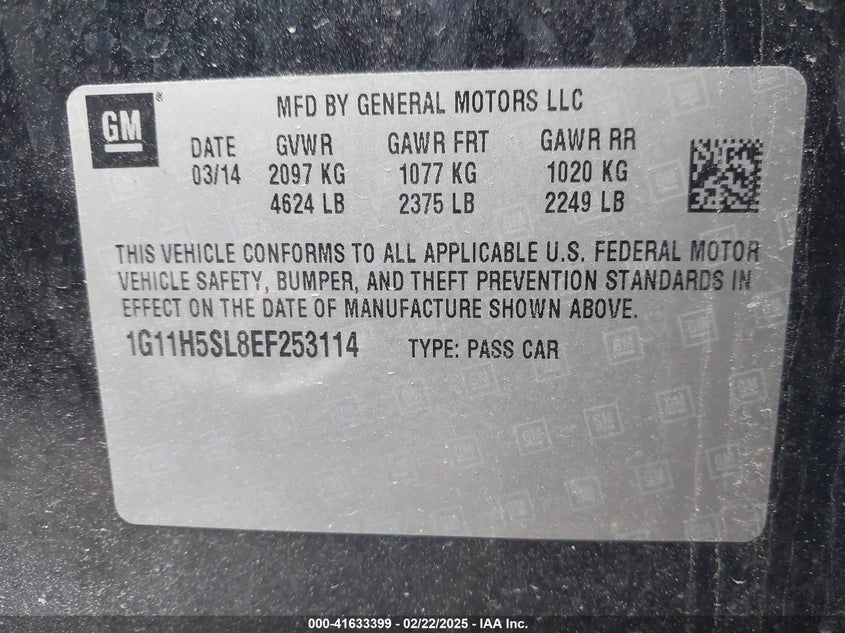 GM®
MFD BY GENERAL MOTORS LLC
DATE GVWR GAWR FRT GAWR RR
03/14 2097 KG 1077 KG 1020 KG
4624 LB 2375 LB 2249 LB
THIS VEHICLE CONFORMS TO ALL APPLICABLE U.S. FEDERAL MOTOR
VEHICLE SAFETY, BUMPER, AND THEFT PREVENTION STANDARDS IN
EFFECT ON THE DATE OF MANUFACTURE SHOWN ABOVE.
1G11H5SL8EF253114 TYPE: PASS CAR
000-41633399 - 02/22/2025 - IAA Inc.